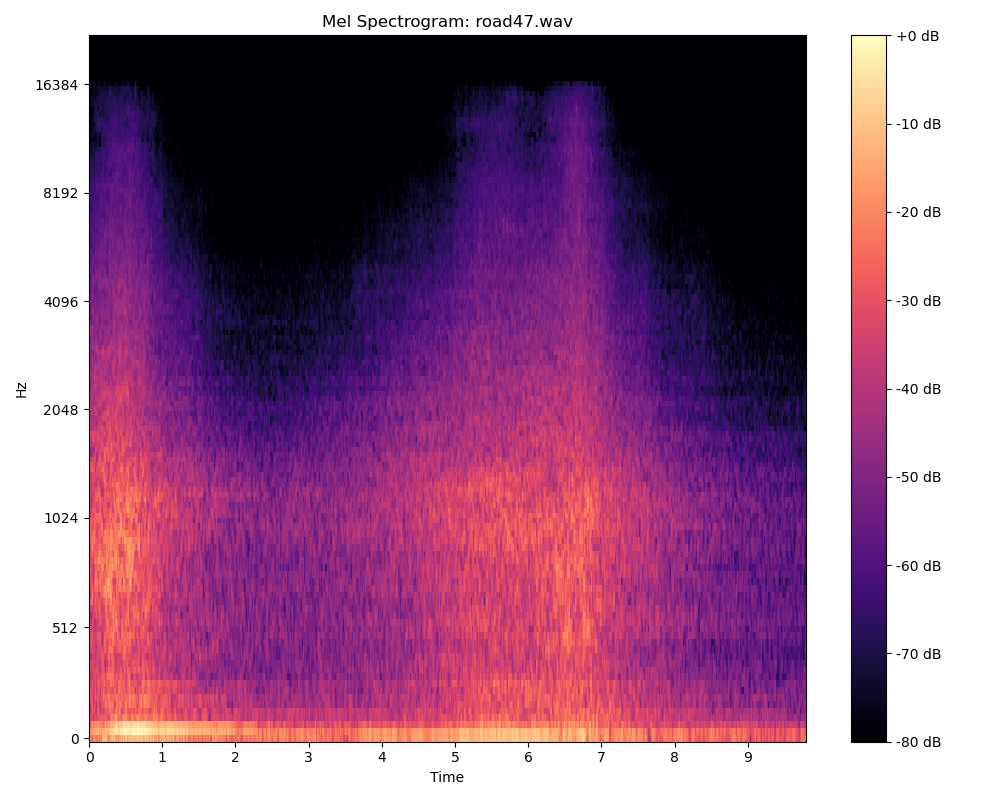 Mel Spectrogram: road47.wav
Hz
16384
8192
4096
2048
1024
512
0
0 1 2 3 4 5 6 7 8 9
Time
+0 dB
-10 dB
-20 dB
-30 dB
-40 dB
-50 dB
-60 dB
-70 dB
-80 dB